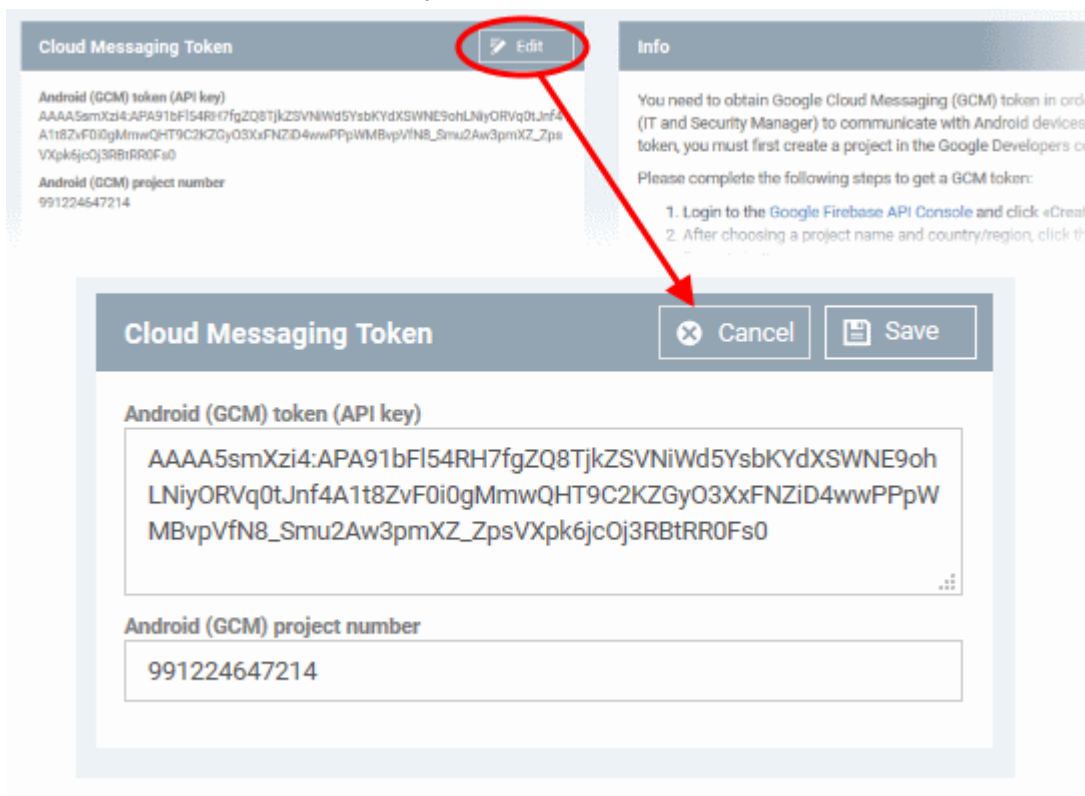 Cloud Messaging Token
Edit
Android (GCM) token (API key)
AAAA5smXzi4:APA91bFl54RH7fgZQ8TjkZSVNiWd5YsbKYdXSWNE9ohLNiyORVq0tJnf4
A1t8ZvF0i0gMmwQHT9C2KZGyO3XxFNZiD4wwPPpWMBvpVfN8_Smu2Aw3pmXZ_Zps
VXpk6jcOj3RBtRR0Fs0
Android (GCM) project number
991224647214
Info
You need to obtain Google Cloud Messaging (GCM) token in
(IT and Security Manager) to communicate with Android devices
token, you must first create a project in the Google Developers
Please complete the following steps to get a GCM token:
1. Login to the Google Firebase API Console and click
2. After choosing a project name and country/region, click
Cloud Messaging Token
Cancel
Save
Android (GCM) token (API key)
AAAA5smXzi4:APA91bFl54RH7fgZQ8TjkZSVNiWd5YsbKYdXSWNE9oh
LNiyORVq0tJnf4A1t8ZvF0i0gMmwQHT9C2KZGyO3XxFNZiD4wwPPpW
MBvpVfN8_Smu2Aw3pmXZ_ZpsVXpk6jcOj3RBtRR0Fs0
Android (GCM) project number
991224647214